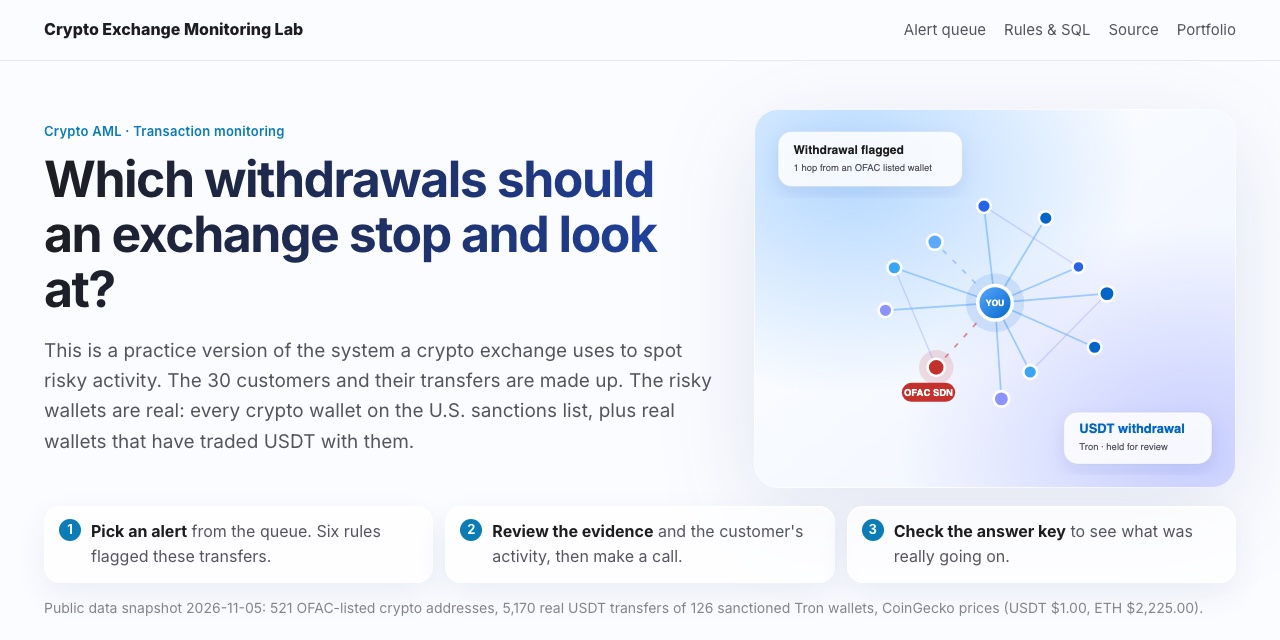 Crypto Exchange Monitoring Lab
Alert queue
Rules & SQL
Source
Portfolio
Crypto AML · Transaction monitoring
Which withdrawals should
an exchange stop and look
at?
This is a practice version of the system a crypto exchange uses to spot
risky activity. The 30 customers and their transfers are made up. The risky
wallets are real: every crypto wallet on the U.S. sanctions list, plus real
wallets that have traded USDT with them.
Withdrawal flagged
1 hop from an OFAC listed wallet
YOU
OFAC SDN
USDT withdrawal
Tron · held for review
1
Pick an alert from the queue. Six rules
flagged these transfers.
2
Review the evidence and the customer's
activity, then make a call.
3
Check the answer key to see what was
really going on.
Public data snapshot 2026-11-05: 521 OFAC-listed crypto addresses, 5,170 real USDT transfers of 126 sanctioned Tron wallets, CoinGecko prices (USDT $1.00, ETH $2,225.00).